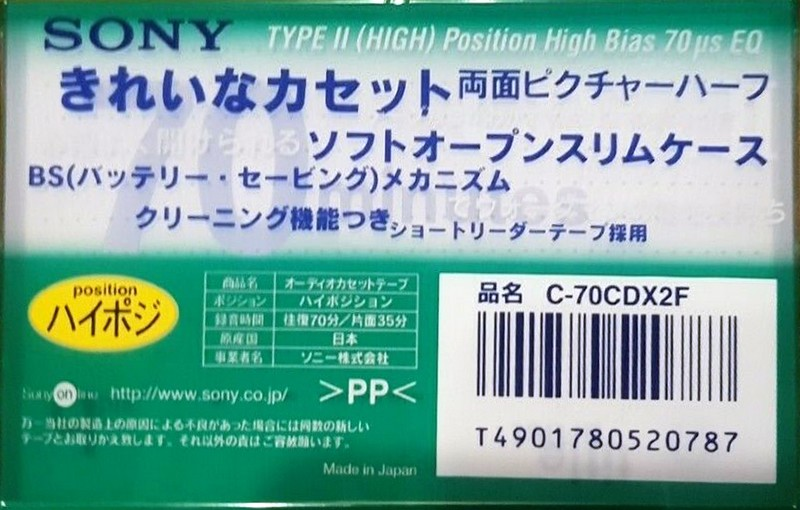 SONY TYPE II (HIGH) Position High Bias 70μs EQ
きれいなカセット 両面ピクチャーハーフ
開けられる
ソフトオープンスリムケース
BS(バッテリー・セービング)メカニズム
70 minutes
クリーニング機能つき ショートリーダーテープ採用
position
ハイポジ
商品名 オーディオカセットテープ
ポジション ハイポジション
録音時間 往復70分/片面35分
原産国 日本
事業者名 ソニー株式会社
Sony on line http://www.sony.co.jp/ >PP<
万一当社の製造上の原因による不良があった場合には同数の新しい
テープとお取りかえ致します。それ以外の責はご容赦願います。
Made in Japan
品名 C-70CDX2F
T4901780520787